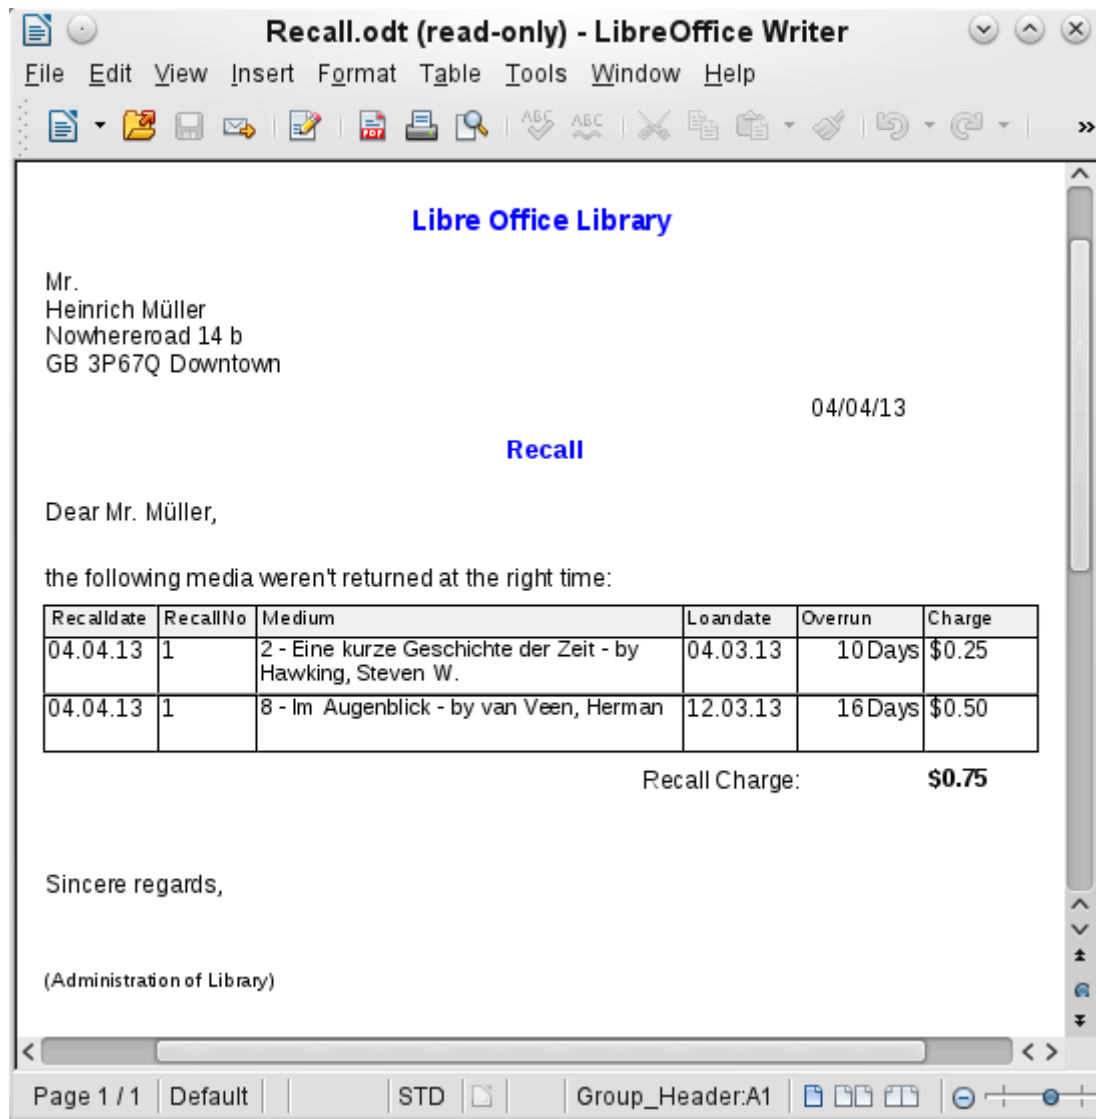 Recall.odt (read-only) - LibreOffice Writer
File Edit View Insert Format Table Tools Window Help
Libre Office Library
Mr.
Heinrich Müller
Nowhereroad 14 b
GB 3P67Q Downtown
04/04/13
Recall
Dear Mr. Müller,
the following media weren't returned at the right time:
Recalldate RecallNo Medium Loandate Overrun Charge
04.04.13 1 2 - Eine kurze Geschichte der Zeit - by 04.03.13 10 Days $0.25
Hawking, Steven W.
04.04.13 1 8 - Im Augenblick - by van Veen, Herman 12.03.13 16 Days $0.50
Recall Charge: $0.75
Sincere regards,
(Administration of Library)
Page 1 / 1 Default STD Group_Header:A1